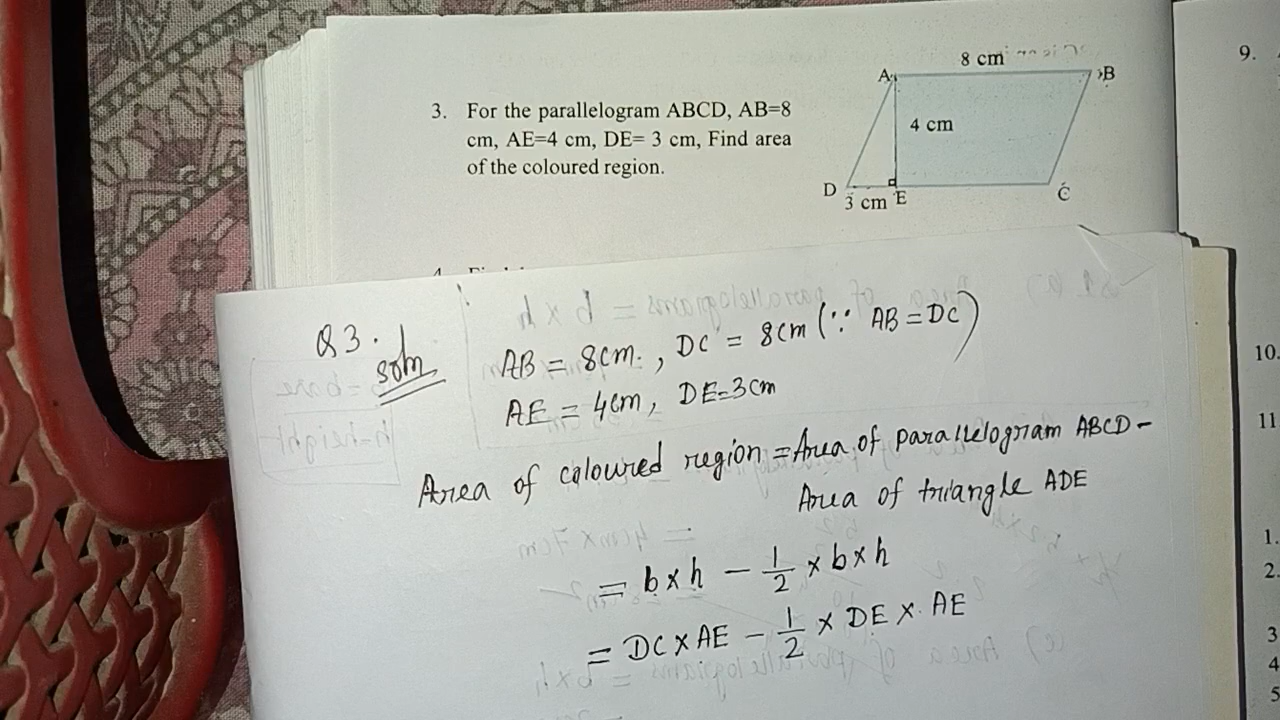 3. For the parallelogram ABCD, AB=8
cm, AE=4 cm, DE= 3 cm, Find area
of the coloured region.
8 cm
A
B
4 cm
D
3 cm
E
C
9.
10.
11
1.
2.
3
4
5
Q3.
Soln
AB = 8cm., DC = 8cm (∵ AB = DC)
AE = 4cm, DE=3cm
Area of coloured region = Area of parallelogram ABCD -
Area of triangle ADE
= b×h - 1/2 × b×h
= DC × AE - 1/2 × DE × AE